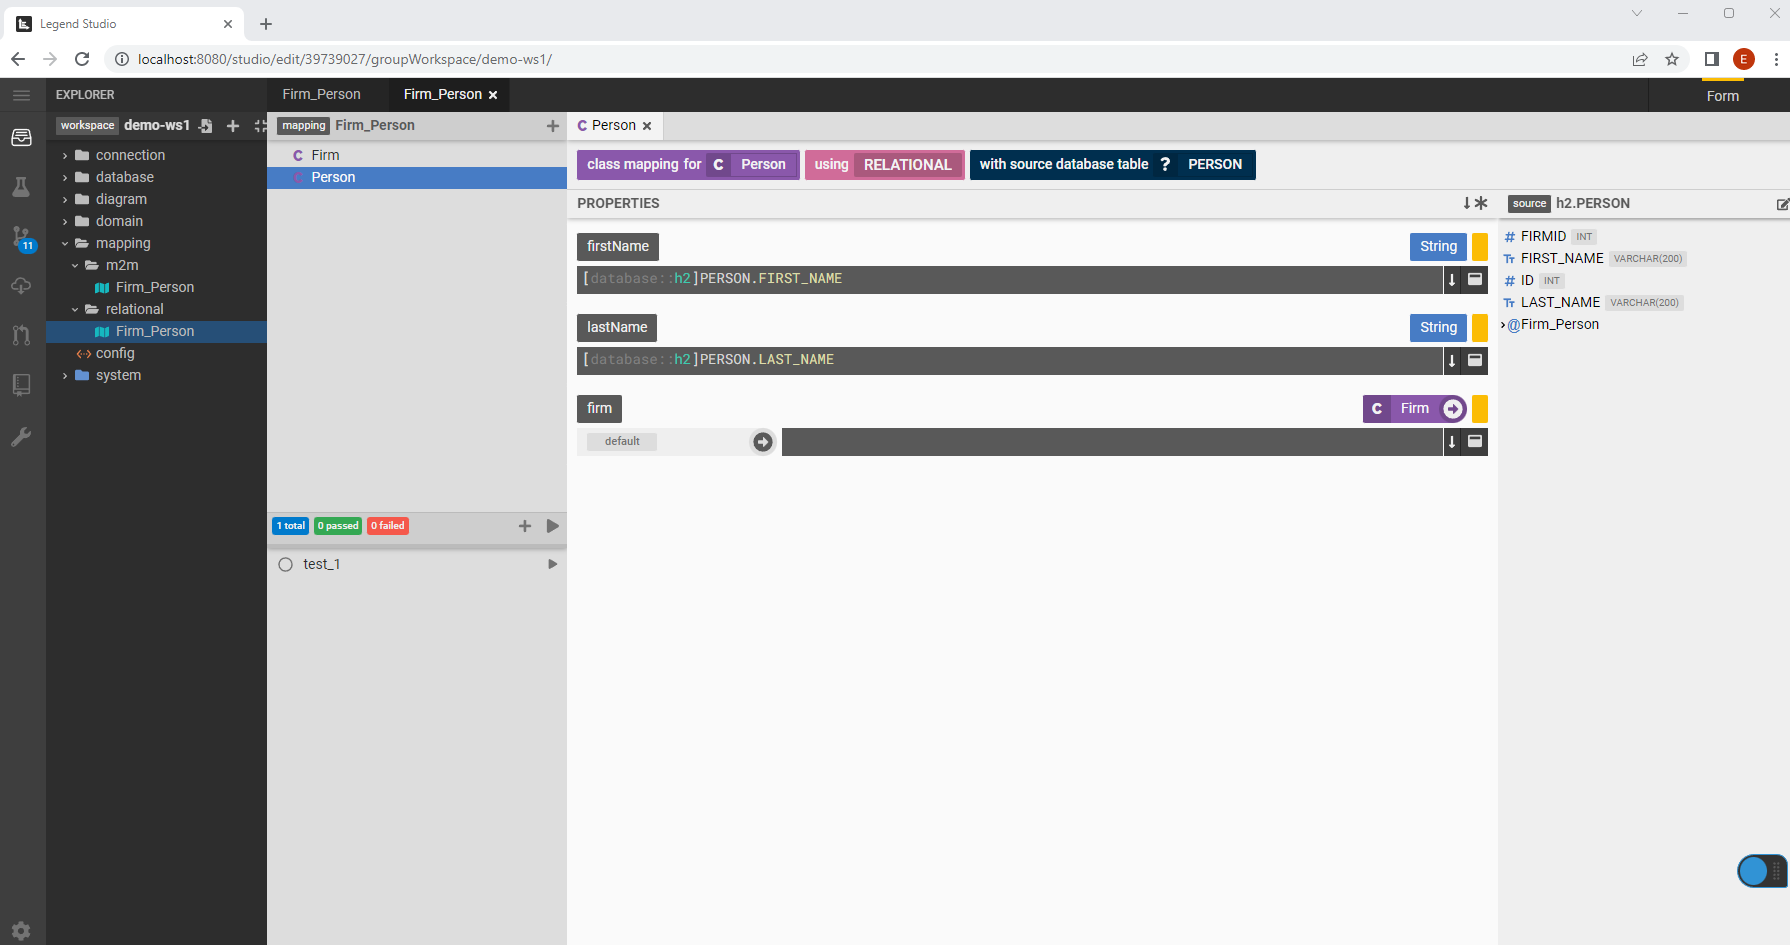 Legend Studio
localhost:8080/studio/edit/39739027/groupWorkspace/demo-ws1/
E
EXPLORER
Firm_Person
Firm_Person
Form
workspace demo-ws1
mapping Firm_Person
C Person
connection
database
diagram
domain
mapping
m2m
Firm_Person
relational
Firm_Person
config
system
11
C Firm
C Person
class mapping for C Person
using RELATIONAL
with source database table ? PERSON
PROPERTIES
firstName
String
[database::h2]PERSON.FIRST_NAME
lastName
String
[database::h2]PERSON.LAST_NAME
firm
C Firm
default
source h2.PERSON
# FIRMID INT
Tт FIRST_NAME VARCHAR(200)
# ID INT
Tт LAST_NAME VARCHAR(200)
@Firm_Person
1 total 0 passed 0 failed
test_1